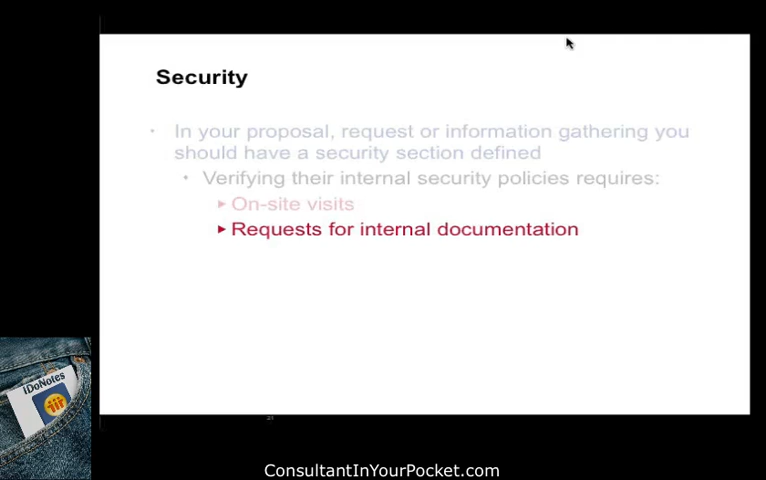 Security
· In your proposal, request or information gathering you
should have a security section defined
• Verifying their internal security policies requires:
► On-site visits
► Requests for internal documentation
iDoNotes
ConsultantInYourPocket.com